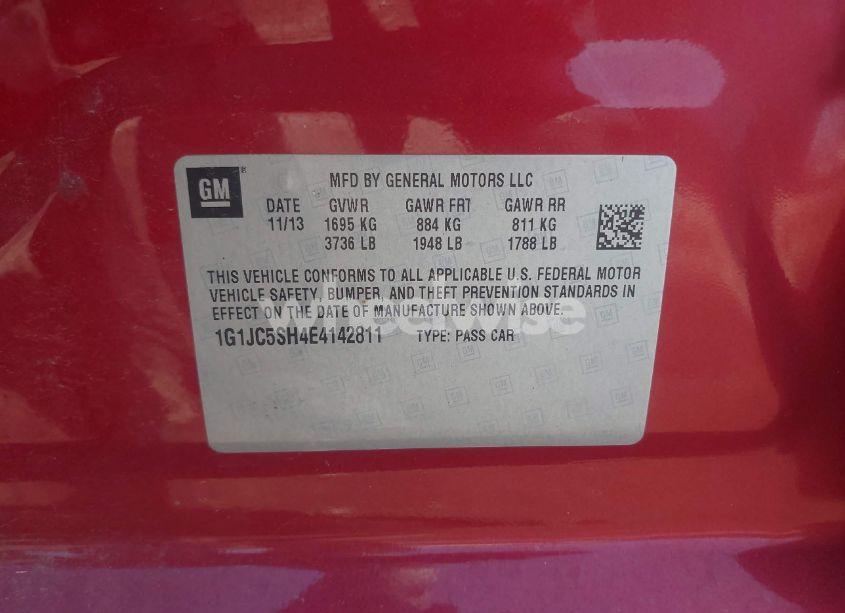 GM® MFD BY GENERAL MOTORS LLC
DATE GVWR GAWR FRT GAWR RR
11/13 1695 KG 884 KG 811 KG
3736 LB 1948 LB 1788 LB
THIS VEHICLE CONFORMS TO ALL APPLICABLE U.S. FEDERAL MOTOR
VEHICLE SAFETY, BUMPER, AND THEFT PREVENTION STANDARDS IN
EFFECT ON THE DATE OF MANUFACTURE SHOWN ABOVE.
1G1JC5SH4E4142811 TYPE: PASS CAR